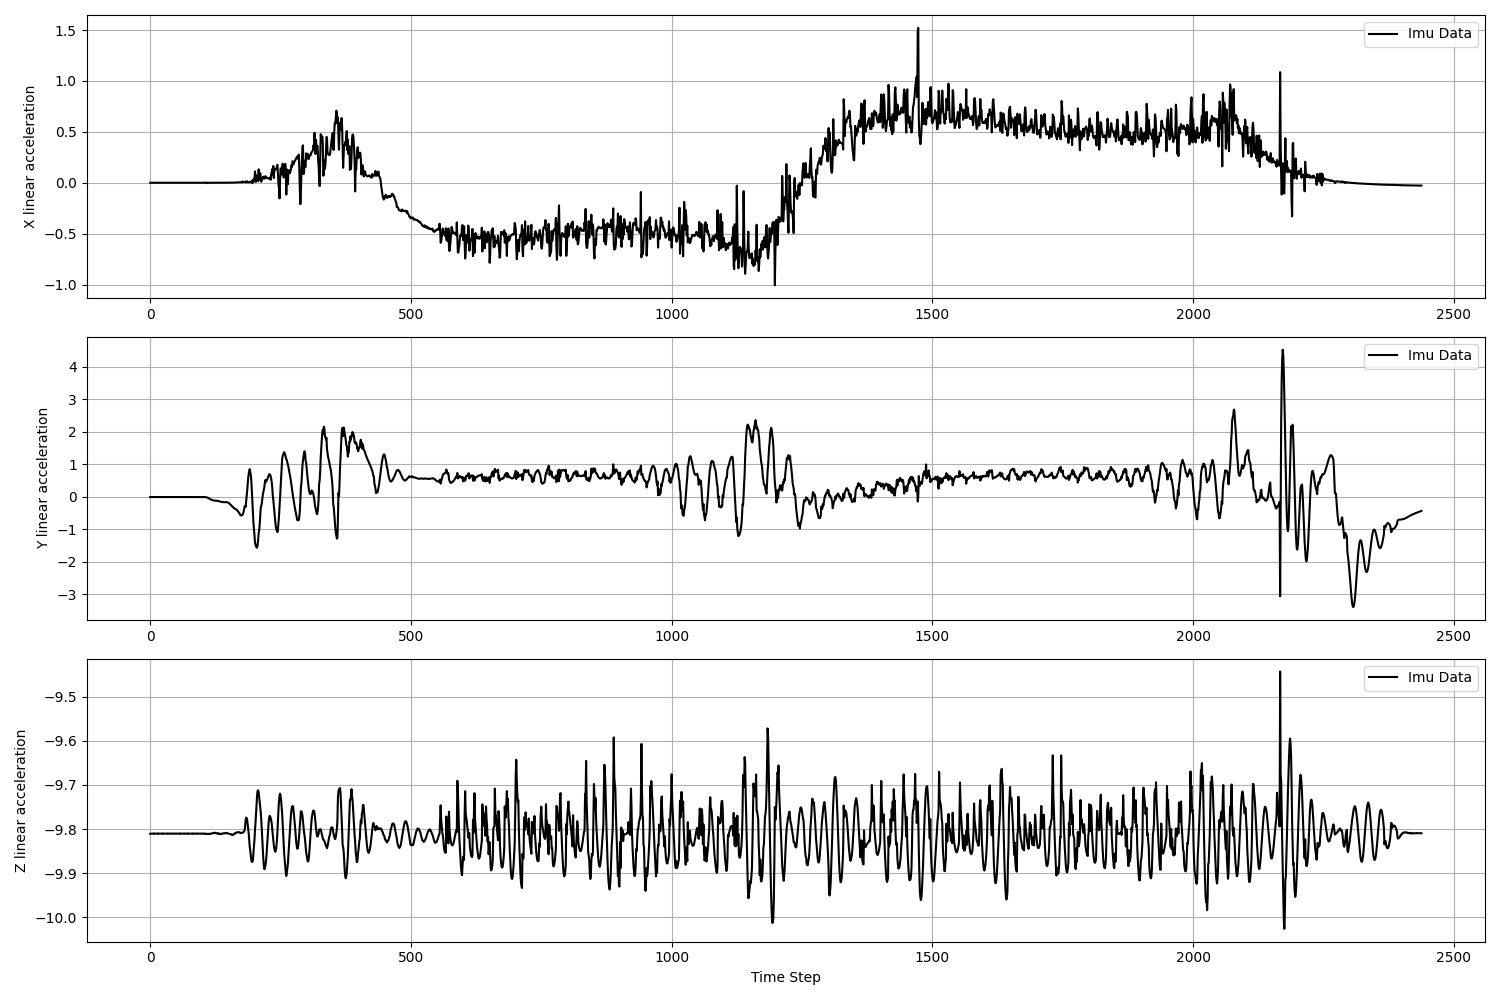 X linear acceleration
1.5
1.0
0.5
0.0
−0.5
−1.0
Imu Data
0 500 1000 1500 2000 2500
Y linear acceleration
4
3
2
1
0
−1
−2
−3
Imu Data
0 500 1000 1500 2000 2500
Z linear acceleration
−9.5
−9.6
−9.7
−9.8
−9.9
−10.0
Imu Data
0 500 1000 1500 2000 2500
Time Step